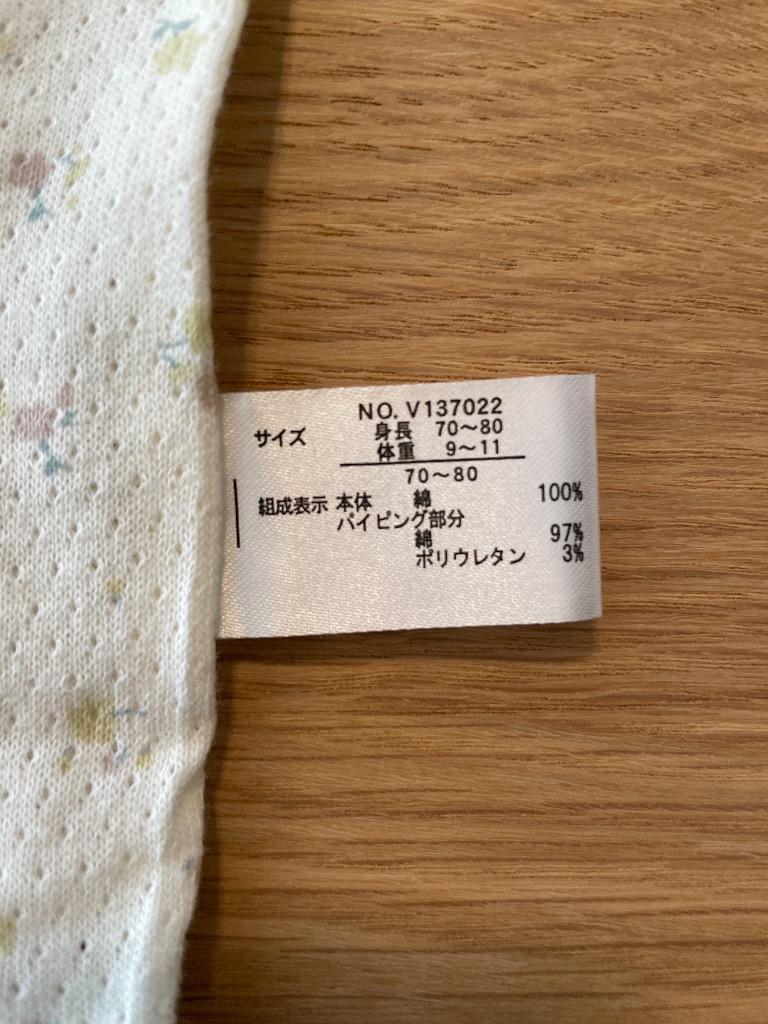 NO. V137022
サイズ 身長 70～80
体重 9～11
70～80
組成表示 本体 綿 100%
パイピング部分
綿 97%
ポリウレタン 3%